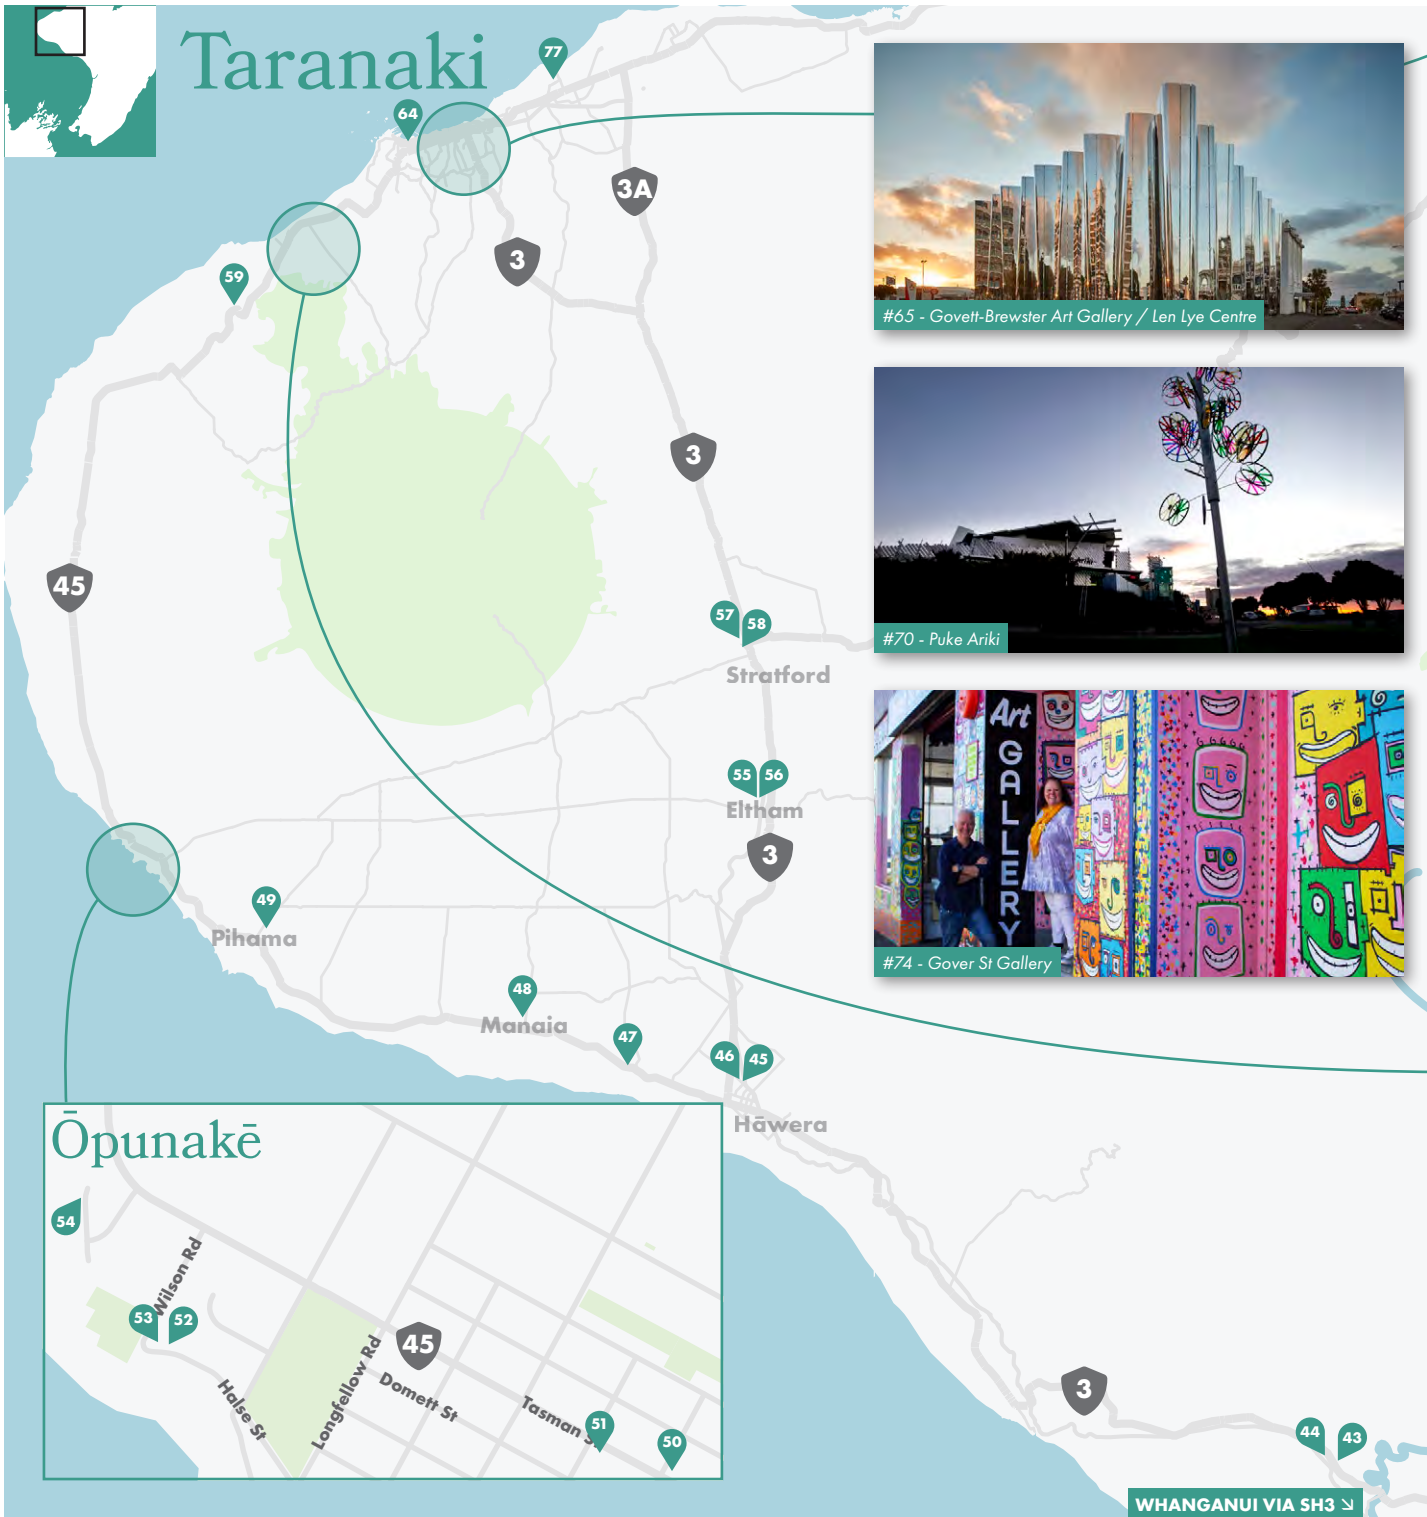 Taranaki
77
64
3A
3
59
#65 - Govett-Brewster Art Gallery / Len Lye Centre
3
45
#70 - Puke Ariki
57
58
Stratford
Art
GALLERY
55
56
Eltham
3
49
Pihama
#74 - Gover St Gallery
48
Manaia
47
46
45
Hāwera
Ōpunakē
54
Wilson Rd
53
52
45
Halse St
Longfellow Rd
Domett St
Tasman S
51
50
3
44
43
WHANGANUI VIA SH3 ↘